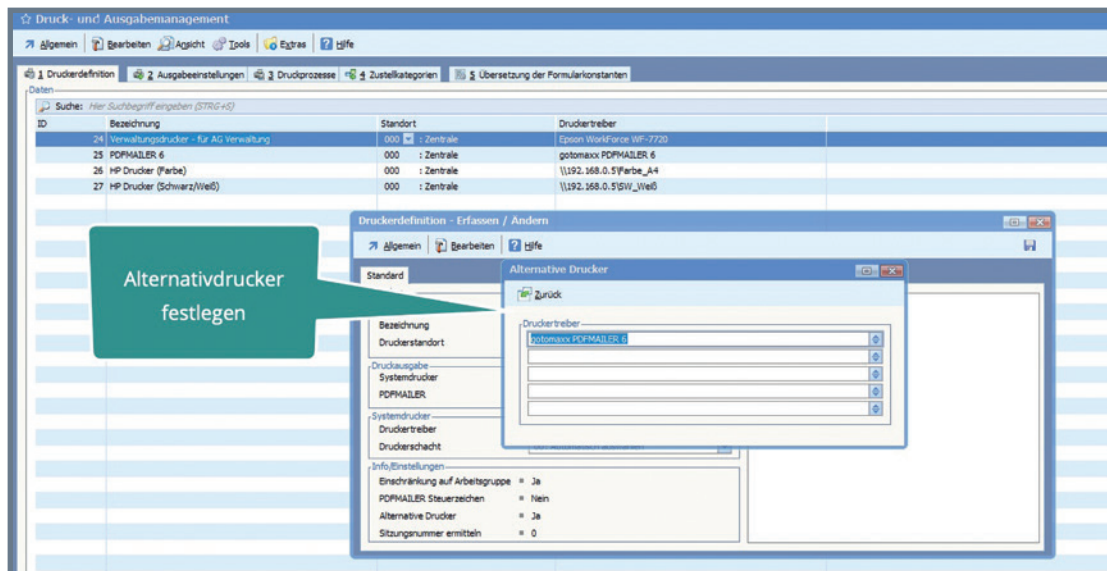 Druck- und Ausgabemanagement
Allgemein Bearbeiten Ansicht Tools Extras Hilfe
1 Druckerdefinition 2 Ausgabeeinstellungen 3 Druckprozesse 4 Zustellkategorien 5 Übersetzung der Formularkonstanten
Daten
Suche: Hier Suchbegriff eingeben (STRG+S)
ID Bezeichnung Standort Druckertreiber
24 Verwaltungsdrucker - für AG Verwaltung 000 : Zentrale Epson WorkForce WF-7720
25 PDFMAILER 6 000 : Zentrale gotomaxx PDFMAILER 6
26 HP Drucker (Farbe) 000 : Zentrale \\192.168.0.5\Farbe_A4
27 HP Drucker (Schwarz/Weiß) 000 : Zentrale \\192.168.0.5\SW_Weiß
Alternativdrucker
festlegen
Druckerdefinition - Erfassen / Ändern
Allgemein Bearbeiten Hilfe
Standard
Bezeichnung
Druckerstandort
Druckausgabe
Systemdrucker
PDFMAILER
Systemdrucker
Druckertreiber
Druckerschacht
Info/Einstellungen
Einschränkung auf Arbeitsgruppe = Ja
PDFMAILER Steuerzeichen = Nein
Alternative Drucker = Ja
Sitzungsnummer ermitteln = 0
Alternative Drucker
Zurück
Druckertreiber
gotomaxx PDFMAILER 6